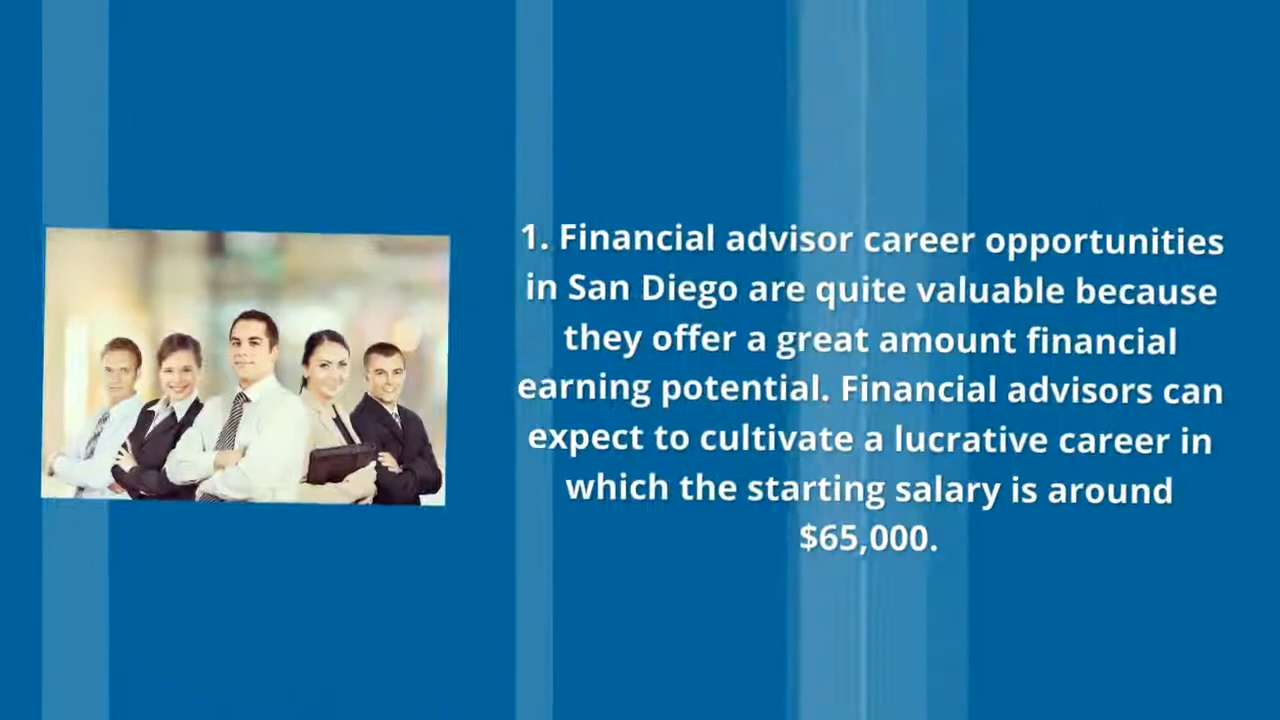 1. Financial advisor career opportunities
in San Diego are quite valuable because
they offer a great amount financial
earning potential. Financial advisors can
expect to cultivate a lucrative career in
which the starting salary is around
$65,000.